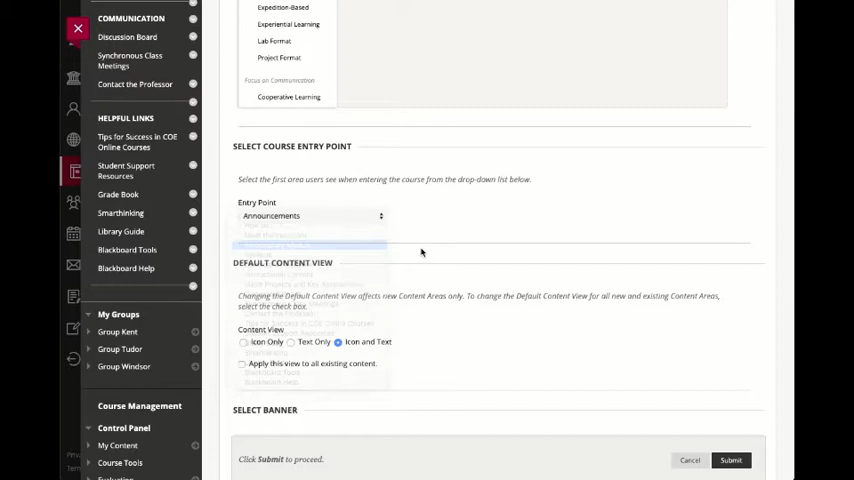 COMMUNICATION
Discussion Board
Synchronous Class
Meetings
Contact the Professor
HELPFUL LINKS
Tips for Success in COE
Online Courses
Student Support
Resources
Grade Book
Smarthinking
Library Guide
Blackboard Tools
Blackboard Help
My Groups
Group Kent
Group Tudor
Group Windsor
Course Management
Control Panel
My Content
Course Tools
Expedition-Based
Experiential Learning
Lab Format
Project Format
Focus on Communication
Cooperative Learning
SELECT COURSE ENTRY POINT
Select the first area users see when entering the course from the drop-down list below.
Entry Point
Announcements
DEFAULT CONTENT VIEW
Changing the Default Content View affects new Content Areas only. To change the Default Content View for all new and existing Content Areas,
select the check box.
Content View
Icon Only Text Only Icon and Text
Apply this view to all existing content.
SELECT BANNER
Click Submit to proceed.
Cancel Submit